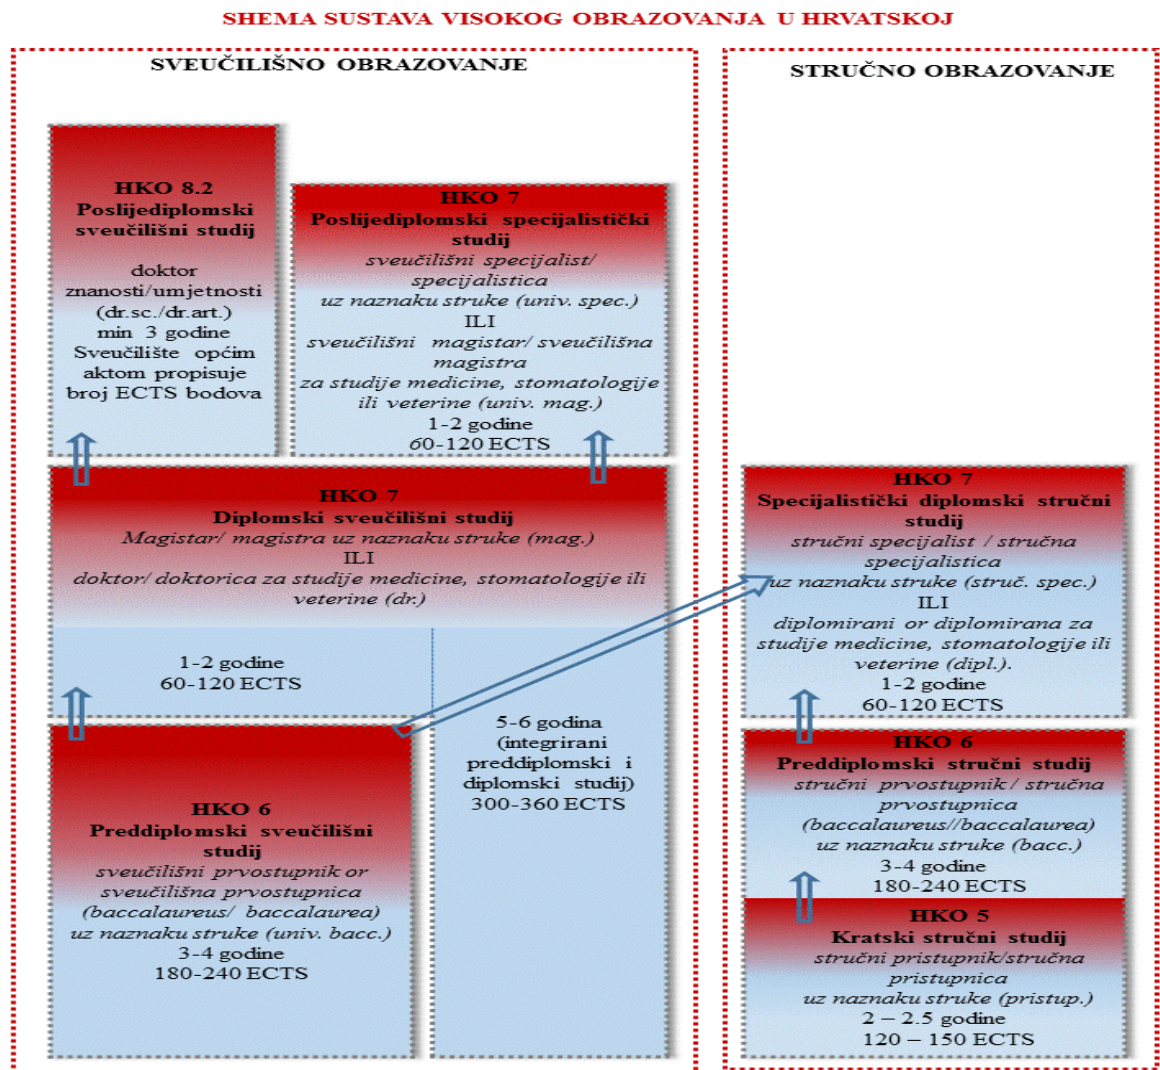 SHEMA SUSTAVA VISOKOG OBRAZOVANJA U HRVATSKOJ
SVEUČILIŠNO OBRAZOVANJE
HKO 8.2
Poslijediplomski
sveučilišni studij
doktor
znanosti/umjetnosti
(dr.sc./dr.art.)
min 3 godine
Sveučilište općim
aktom propisuje
broj ECTS bodova
HKO 7
Poslijediplomski specijalistički
studij
sveučilišni specijalist/
specijalistica
uz naznaku struke (univ. spec.)
ILI
sveučilišni magistar/ sveučilišna
magistra
za studije medicine, stomatologije
ili veterine (univ. mag.)
1-2 godine
60-120 ECTS
HKO 7
Diplomski sveučilišni studij
Magistar/ magistra uz naznaku struke (mag.)
ILI
doktor/ doktorica za studije medicine, stomatologije ili
veterine (dr.)
1-2 godine
60-120 ECTS
5-6 godina
(integrirani
preddiplomski i
diplomski studij)
300-360 ECTS
HKO 6
Preddiplomski sveučilišni
studij
sveučilišni prvostupnik or
sveučilišna prvostupnica
(baccalaureus/ baccalaurea)
uz naznaku struke (univ. bacc.)
3-4 godine
180-240 ECTS
STRUČNO OBRAZOVANJE
HKO 7
Specijalistički diplomski stručni
studij
stručni specijalist / stručna
specijalistica
uz naznaku struke (struč. spec.)
ILI
diplomirani or diplomirana za
studije medicine, stomatologije ili
veterine (dipl.).
1-2 godine
60-120 ECTS
HKO 6
Preddiplomski stručni studij
stručni prvostupnik / stručna
prvostupnica
(baccalaureus//baccalaurea)
uz naznaku struke (bacc.)
3-4 godine
180-240 ECTS
HKO 5
Kratski stručni studij
stručni pristupnik/stručna
pristupnica
uz naznaku struke (pristup.)
2 – 2.5 godine
120 – 150 ECTS